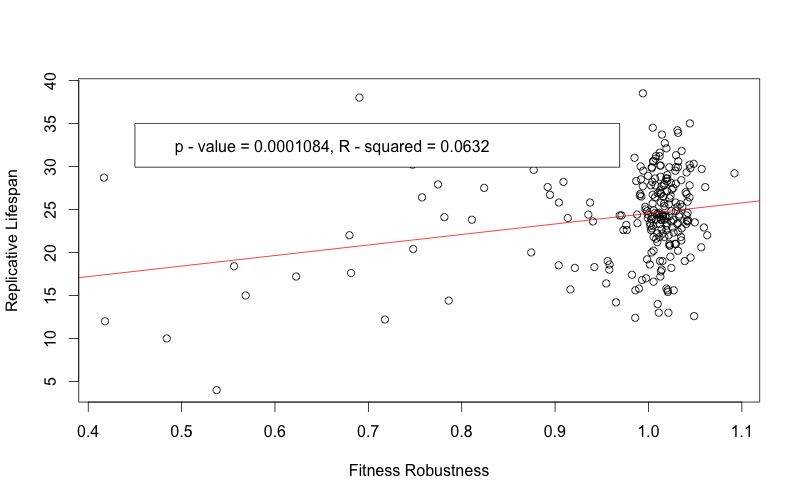 40
35
30
25
20
15
10
5
Replicative Lifespan
p - value = 0.0001084, R - squared = 0.0632
0.4 0.5 0.6 0.7 0.8 0.9 1.0 1.1
Fitness Robustness